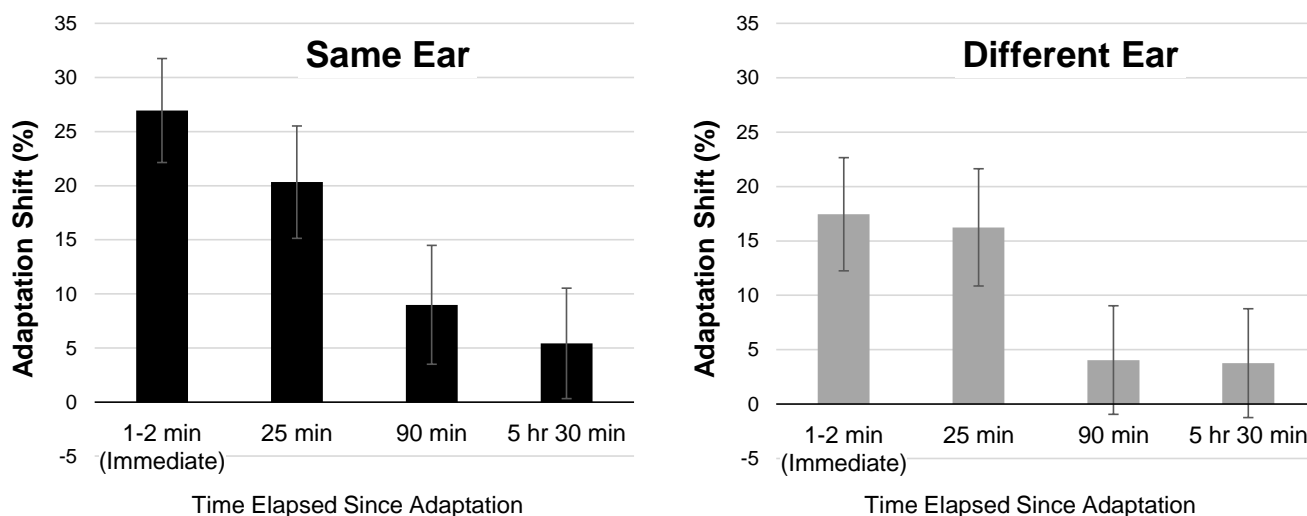 Same Ear
Adaptation Shift (%)
35
30
25
20
15
10
5
0
-5
1-2 min
(Immediate)
25 min
90 min
5 hr 30 min
Time Elapsed Since Adaptation
Different Ear
Adaptation Shift (%)
35
30
25
20
15
10
5
0
-5
1-2 min
(Immediate)
25 min
90 min
5 hr 30 min
Time Elapsed Since Adaptation